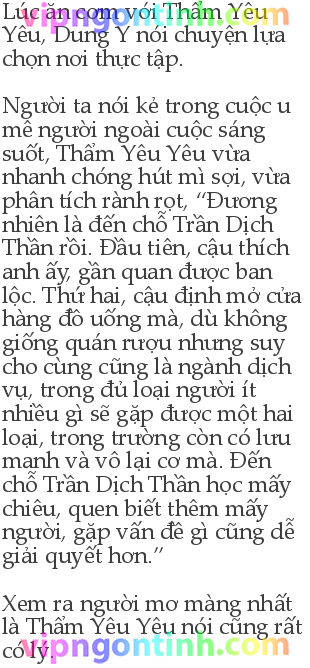 vipngontinh.com
Lúc ăn cơm với Thẩm Yêu
Yêu, Dung Ý nói chuyện lựa
chọn nơi thực tập.
Người ta nói kẻ trong cuộc u
mê người ngoài cuộc sáng
suốt, Thẩm Yêu Yêu vừa
nhanh chóng hút mì sợi, vừa
phân tích rành rọt, “Đương
nhiên là đến chỗ Trần Dịch
Thần rồi. Đầu tiên, cậu thích
anh ấy, gần quan được ban
lộc. Thứ hai, cậu định mở cửa
hàng đồ uống mà, dù không
giống quán rượu nhưng suy
cho cùng cũng là ngành dịch
vụ, trong đủ loại người ít
nhiều gì sẽ gặp được một hai
loại, trong trường còn có lưu
manh và vô lại cơ mà. Đến
chỗ Trần Dịch Thần học mấy
chiêu, quen biết thêm mấy
người, gặp vấn đề gì cũng dễ
giải quyết hơn.”
Xem ra người mơ màng nhất
là Thẩm Yêu Yêu nói cũng rất
có lý.
vipngontinh.com